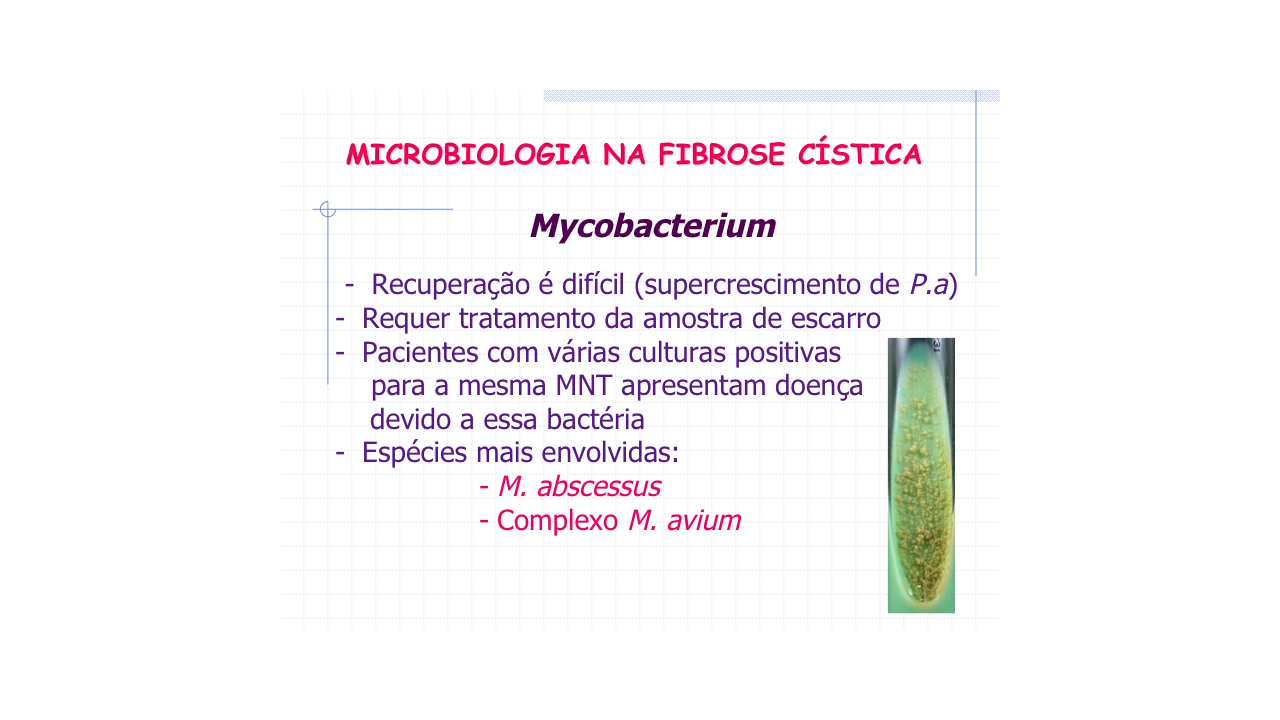 MICROBIOLOGIA NA FIBROSE CÍSTICA
Mycobacterium
- Recuperação é difícil (supercrescimento de P.a)
- Requer tratamento da amostra de escarro
- Pacientes com várias culturas positivas
para a mesma MNT apresentam doença
devido a essa bactéria
- Espécies mais envolvidas:
- M. abscessus
- Complexo M. avium